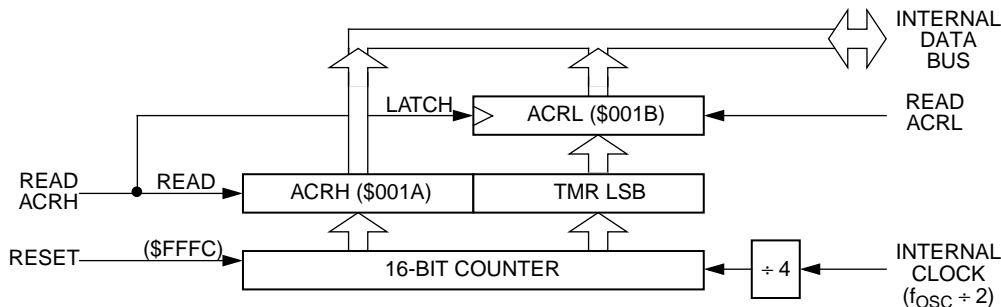 INTERNAL
DATA
BUS
LATCH
ACRL ($001B)
READ
ACRL
READ
ACRH
READ
ACRH ($001A)
TMR LSB
RESET
($FFFC)
16-BIT COUNTER
÷ 4
INTERNAL
CLOCK
(fOSC ÷ 2)